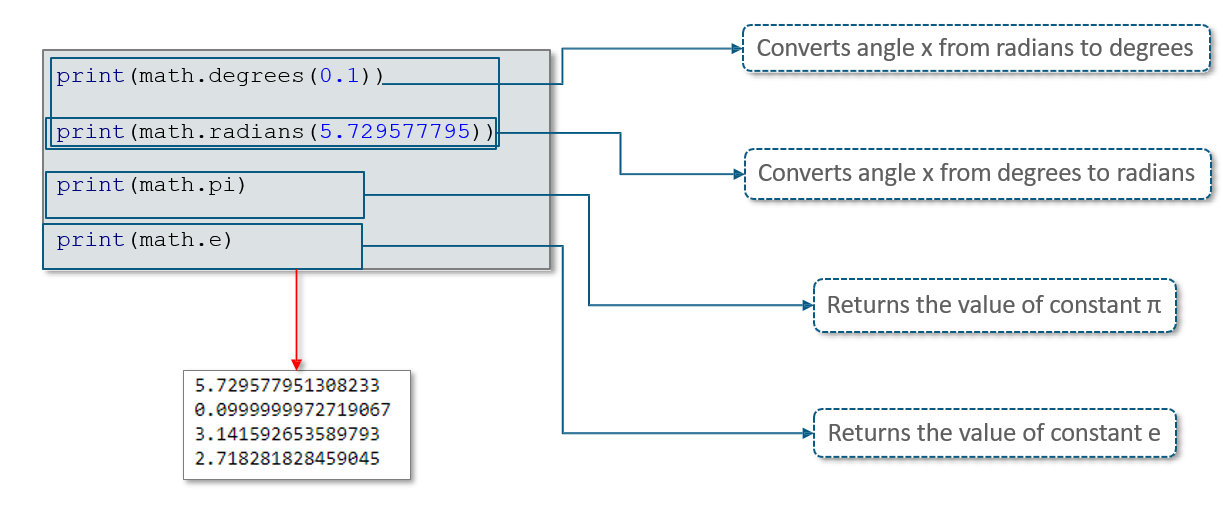 print(math.degrees(0.1))
print(math.radians(5.729577795))
print(math.pi)
print(math.e)
Converts angle x from radians to degrees
Converts angle x from degrees to radians
Returns the value of constant π
Returns the value of constant e
5.729577951308233
0.0999999972719067
3.141592653589793
2.718281828459045